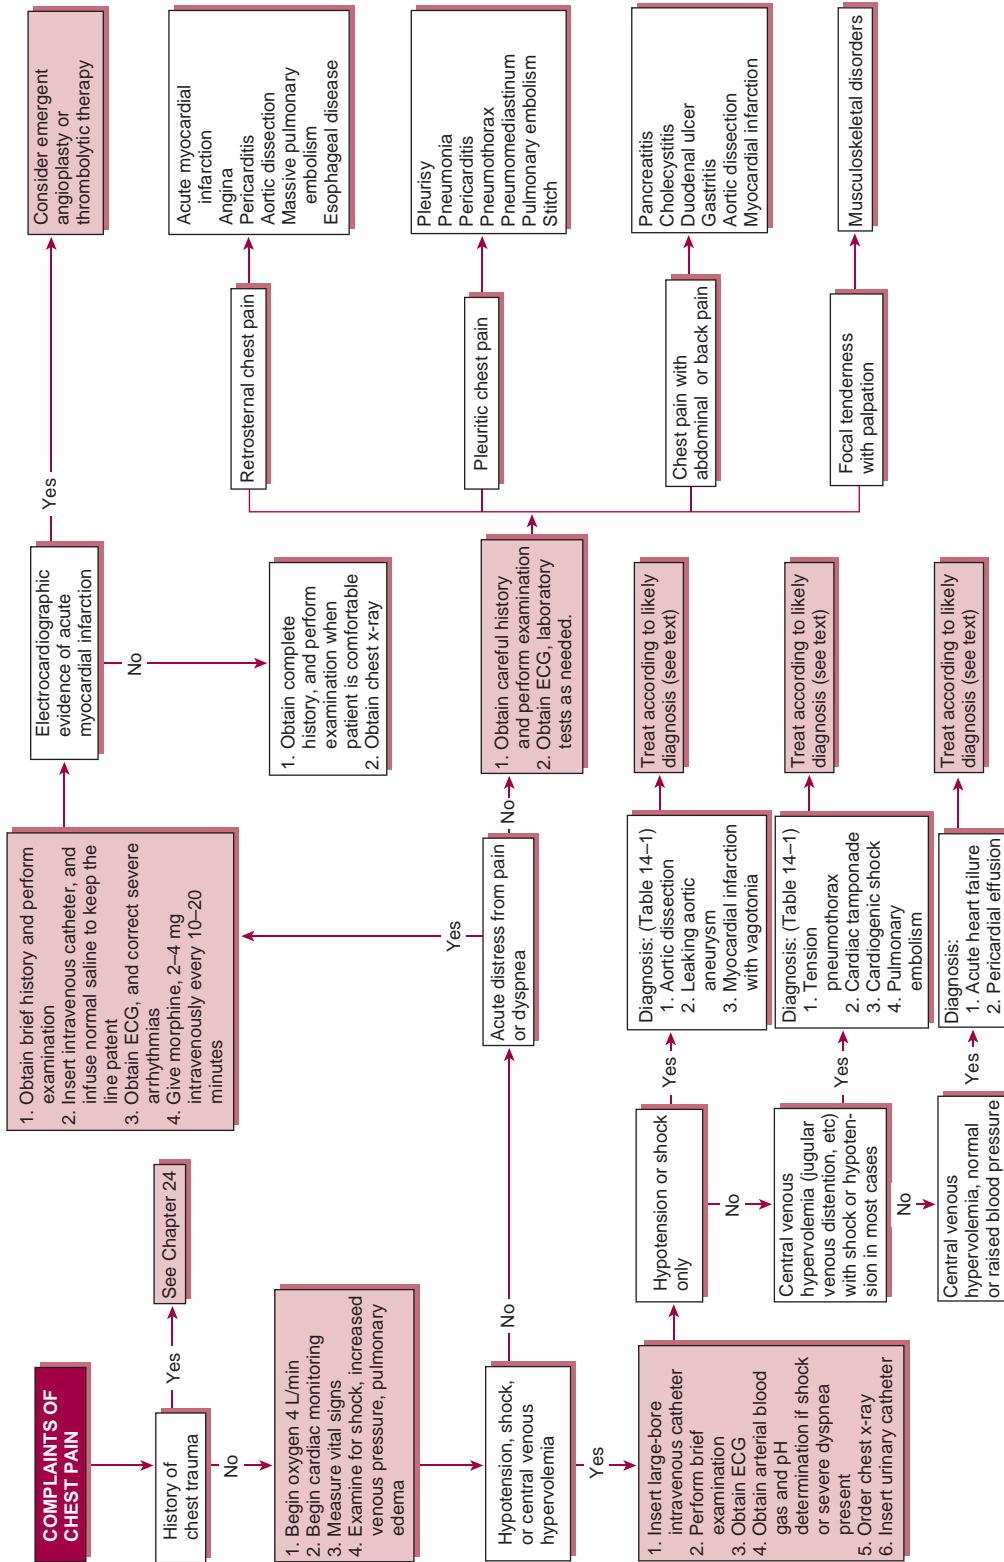 COMPLAINTS OF
CHEST PAIN
History of
chest trauma
Yes
See Chapter 24
No
1. Begin oxygen 4 L/min
2. Begin cardiac monitoring
3. Measure vital signs
4. Examine for shock, increased
venous pressure, pulmonary
edema
Hypotension, shock,
or central venous
hypervolemia
No
Acute distress from pain
or dyspnea
Yes
1. Obtain brief history and perform
examination
2. Insert intravenous catheter, and
infuse normal saline to keep the
line patent
3. Obtain ECG, and correct severe
arrhythmias
4. Give morphine, 2–4 mg
intravenously every 10–20
minutes
Electrocardiographic
evidence of acute
myocardial infarction
Yes
Consider emergent
angioplasty or
thrombolytic therapy
No
1. Obtain complete
history, and perform
examination when
patient is comfortable
2. Obtain chest x-ray
No
1. Obtain careful history
and perform examination
2. Obtain ECG, laboratory
tests as needed.
Retrosternal chest pain
Acute myocardial
infarction
Angina
Pericarditis
Aortic dissection
Massive pulmonary
embolism
Esophageal disease
Pleuritic chest pain
Pleurisy
Pneumonia
Pericarditis
Pneumothorax
Pneumomediastinum
Pulmonary embolism
Stitch
Chest pain with
abdominal or back pain
Pancreatitis
Cholecystitis
Duodenal ulcer
Gastritis
Aortic dissection
Myocardial infarction
Focal tenderness
with palpation
Musculoskeletal disorders
Yes
1. Insert large-bore
intravenous catheter
2. Perform brief
examination
3. Obtain ECG
4. Obtain arterial blood
gas and pH
determination if shock
or severe dyspnea
present
5. Order chest x-ray
6. Insert urinary catheter
Hypotension or shock
only
Yes
Diagnosis: (Table 14–1)
1. Aortic dissection
2. Leaking aortic
aneurysm
3. Myocardial infarction
with vagotonia
Treat according to likely
diagnosis (see text)
No
Central venous
hypervolemia (jugular
venous distention, etc)
with shock or hypoten-
sion in most cases
Yes
Diagnosis: (Table 14–1)
1. Tension
pneumothorax
2. Cardiac tamponade
3. Cardiogenic shock
4. Pulmonary
embolism
Treat according to likely
diagnosis (see text)
No
Central venous
hypervolemia, normal
or raised blood pressure
Yes
Diagnosis:
1. Acute heart failure
2. Pericardial effusion
Treat according to likely
diagnosis (see text)